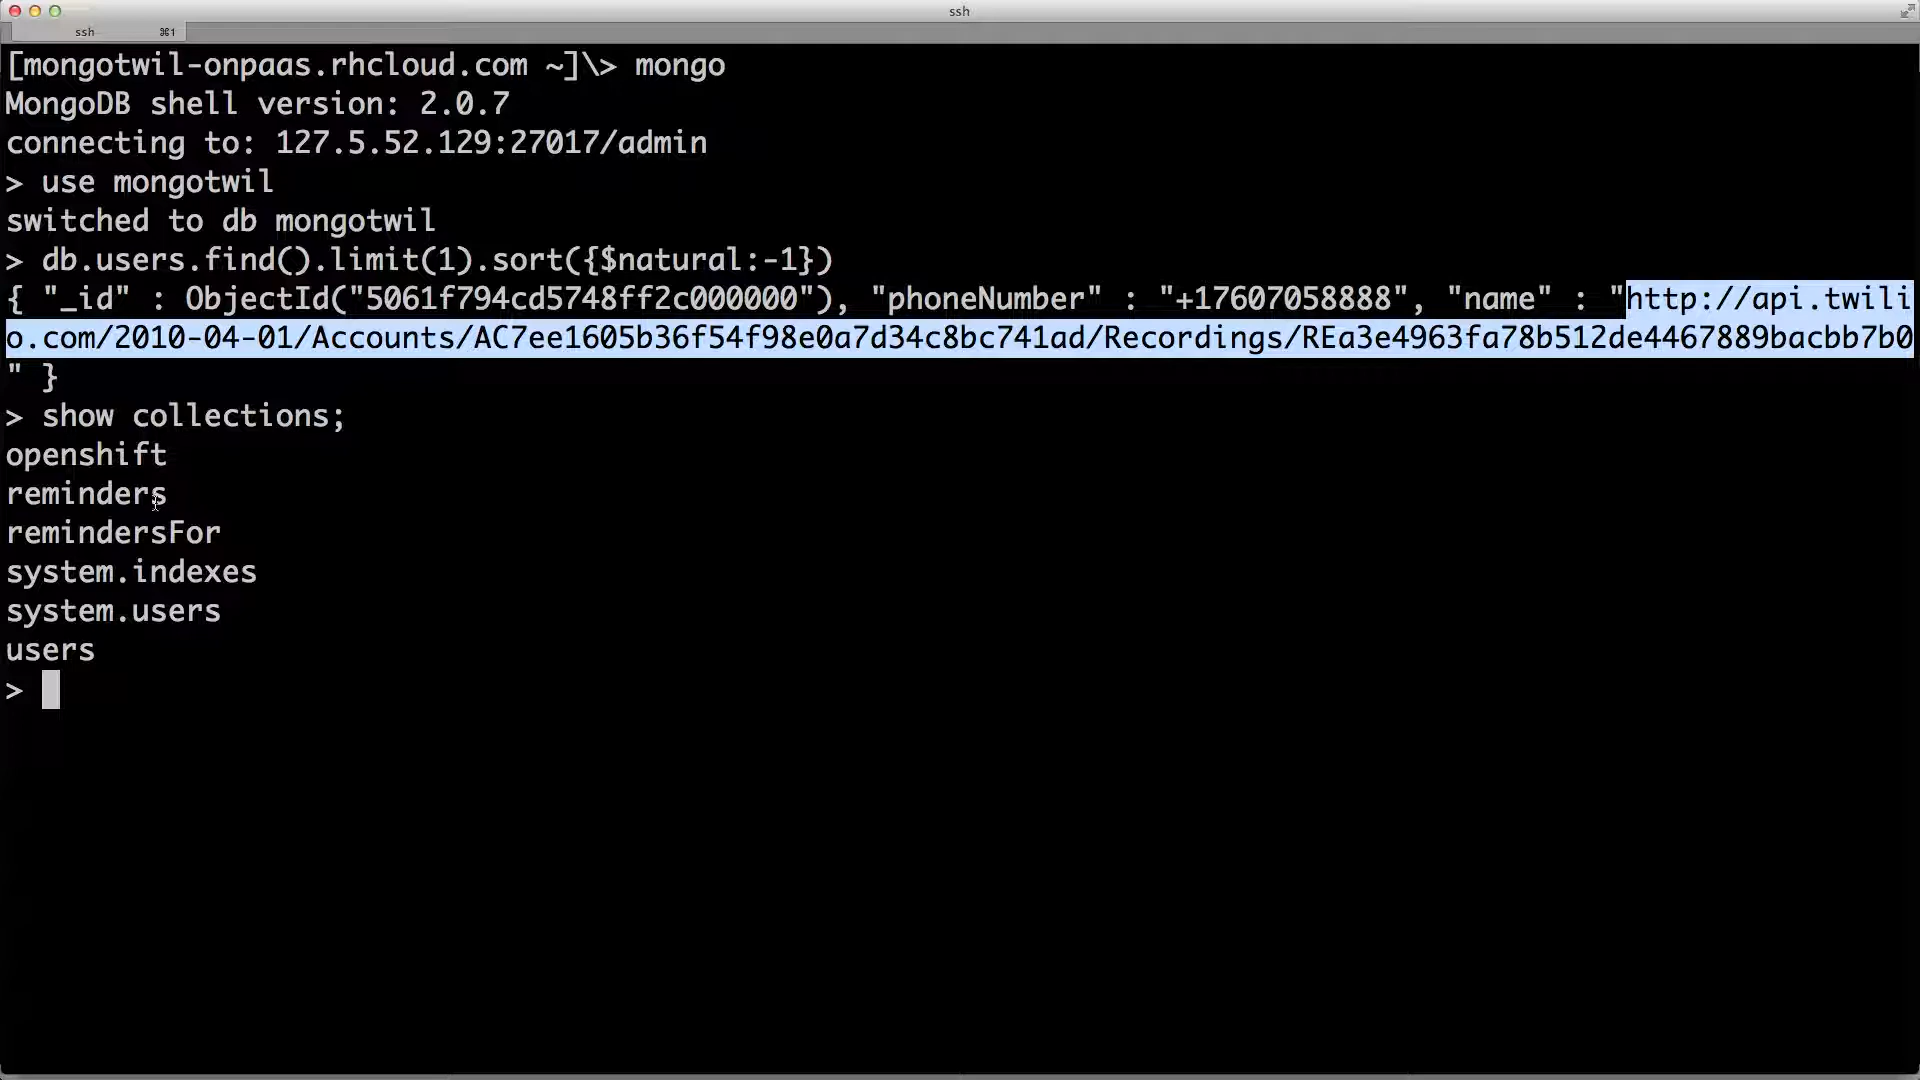 ssh
ssh ⌘1
[mongotwil-onpaas.rhcloud.com ~]\> mongo
MongoDB shell version: 2.0.7
connecting to: 127.5.52.129:27017/admin
> use mongotwil
switched to db mongotwil
> db.users.find().limit(1).sort({$natural:-1})
{ "_id" : ObjectId("5061f794cd5748ff2c000000"), "phoneNumber" : "+17607058888", "name" : "http://api.twili
o.com/2010-04-01/Accounts/AC7ee1605b36f54f98e0a7d34c8bc741ad/Recordings/REa3e4963fa78b512de4467889bacbb7b0
" }
> show collections;
openshift
reminders
remindersFor
system.indexes
system.users
users
>